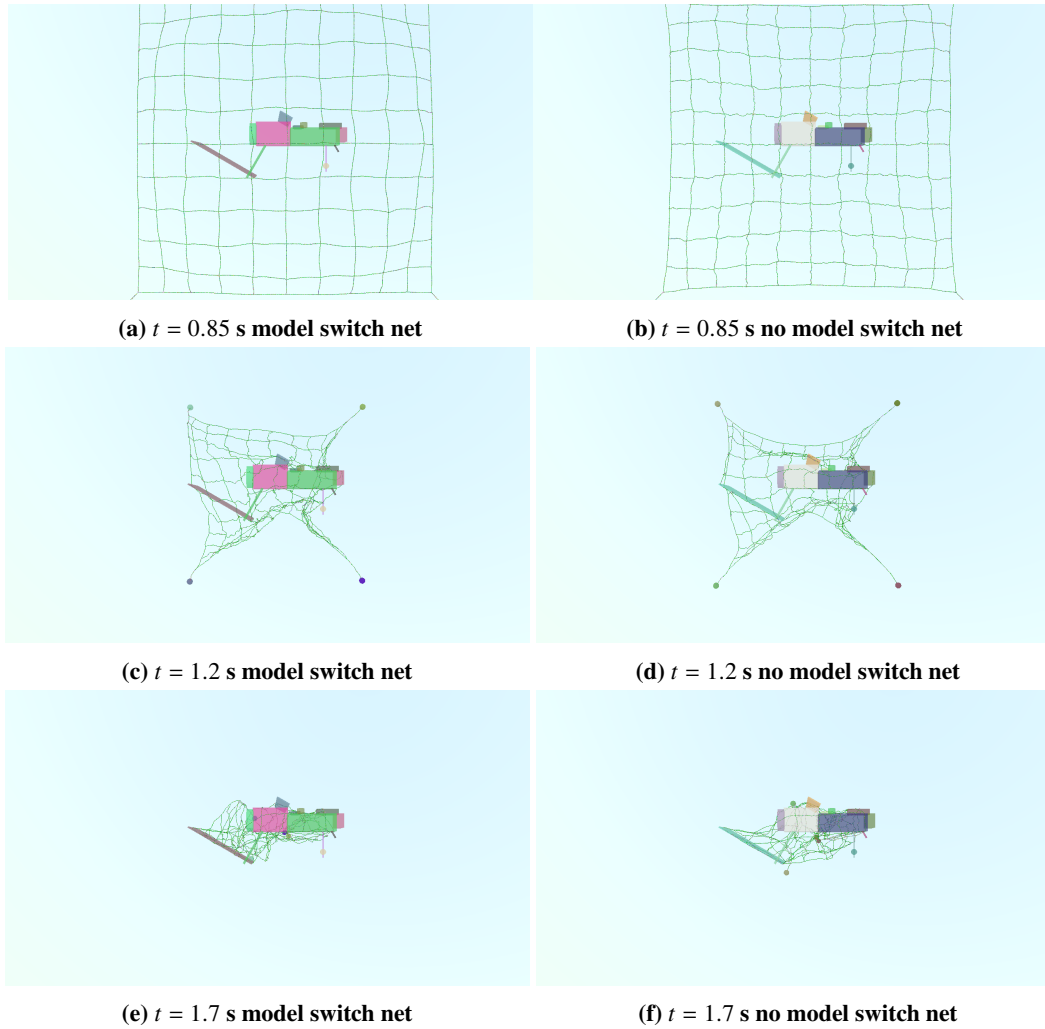 (a) t = 0.85 s model switch net
(b) t = 0.85 s no model switch net
(c) t = 1.2 s model switch net
(d) t = 1.2 s no model switch net
(e) t = 1.7 s model switch net
(f) t = 1.7 s no model switch net